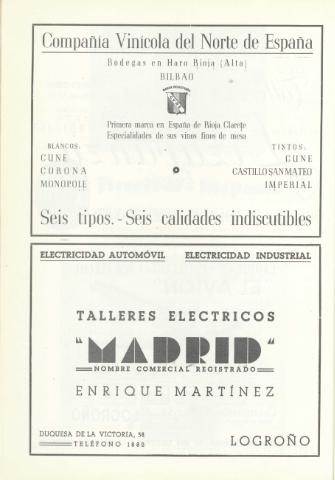 Compañía Vinícola del Norte de España
Bodegas en Haro Rioja (Alta)
BILBAO
Primera marca en España de Rioja Clarete
Especialidades de sus vinos finos de mesa
BLANCOS:
CUNE
CORONA
MONOPOLE
TINTOS:
CUNE
CASTILLO SAN MATEO
IMPERIAL
Seis tipos. - Seis calidades indiscutibles
ELECTRICIDAD AUTOMÓVIL ELECTRICIDAD INDUSTRIAL
TALLERES ELECTRICOS
"MADRID"
NOMBRE COMERCIAL REGISTRADO
ENRIQUE MARTÍNEZ
DUQUESA DE LA VICTORIA, 58
TELÉFONO 1882
LOGROÑO